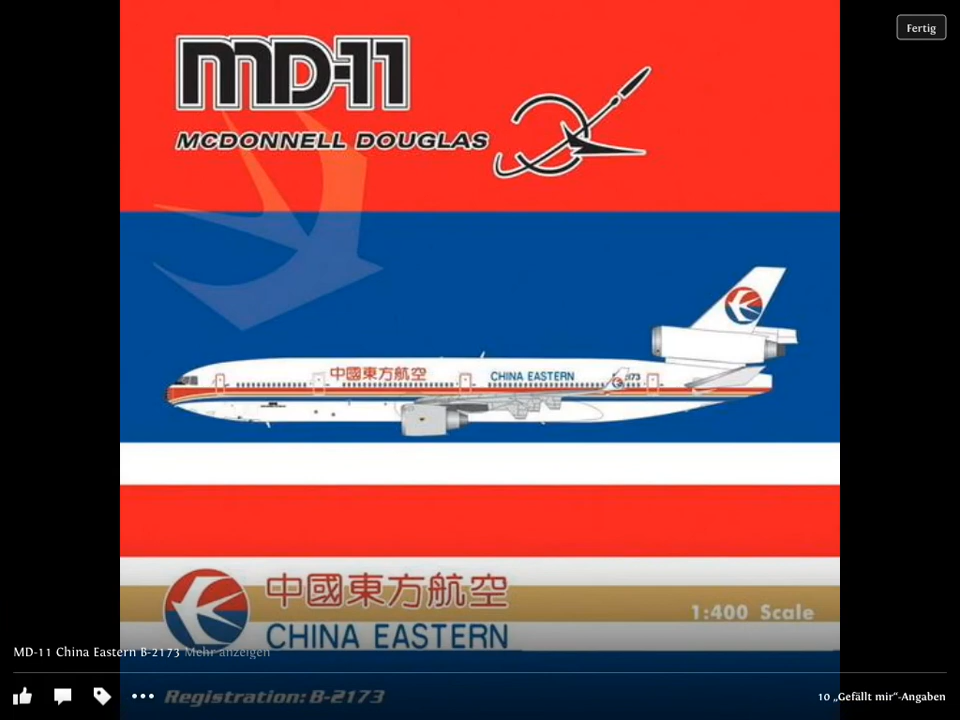 Fertig
MD-11
MCDONNELL DOUGLAS
中國東方航空
CHINA EASTERN
中國東方航空
CHINA EASTERN
1:400 Scale
MD-11 China Eastern B-2173 Mehr anzeigen
Registration: B-2173
10 „Gefällt mir“-Angaben